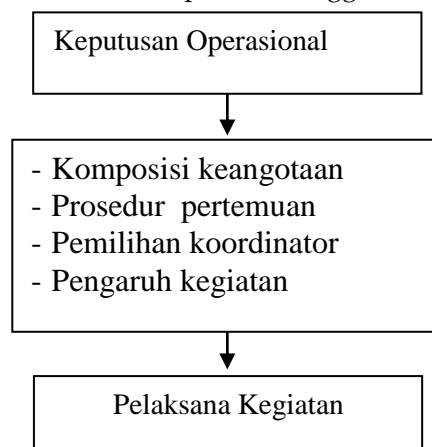 Keputusan Operasional
- Komposisi keangotaan
- Prosedur pertemuan
- Pemilihan koordinator
- Pengaruh kegiatan
Pelaksana Kegiatan